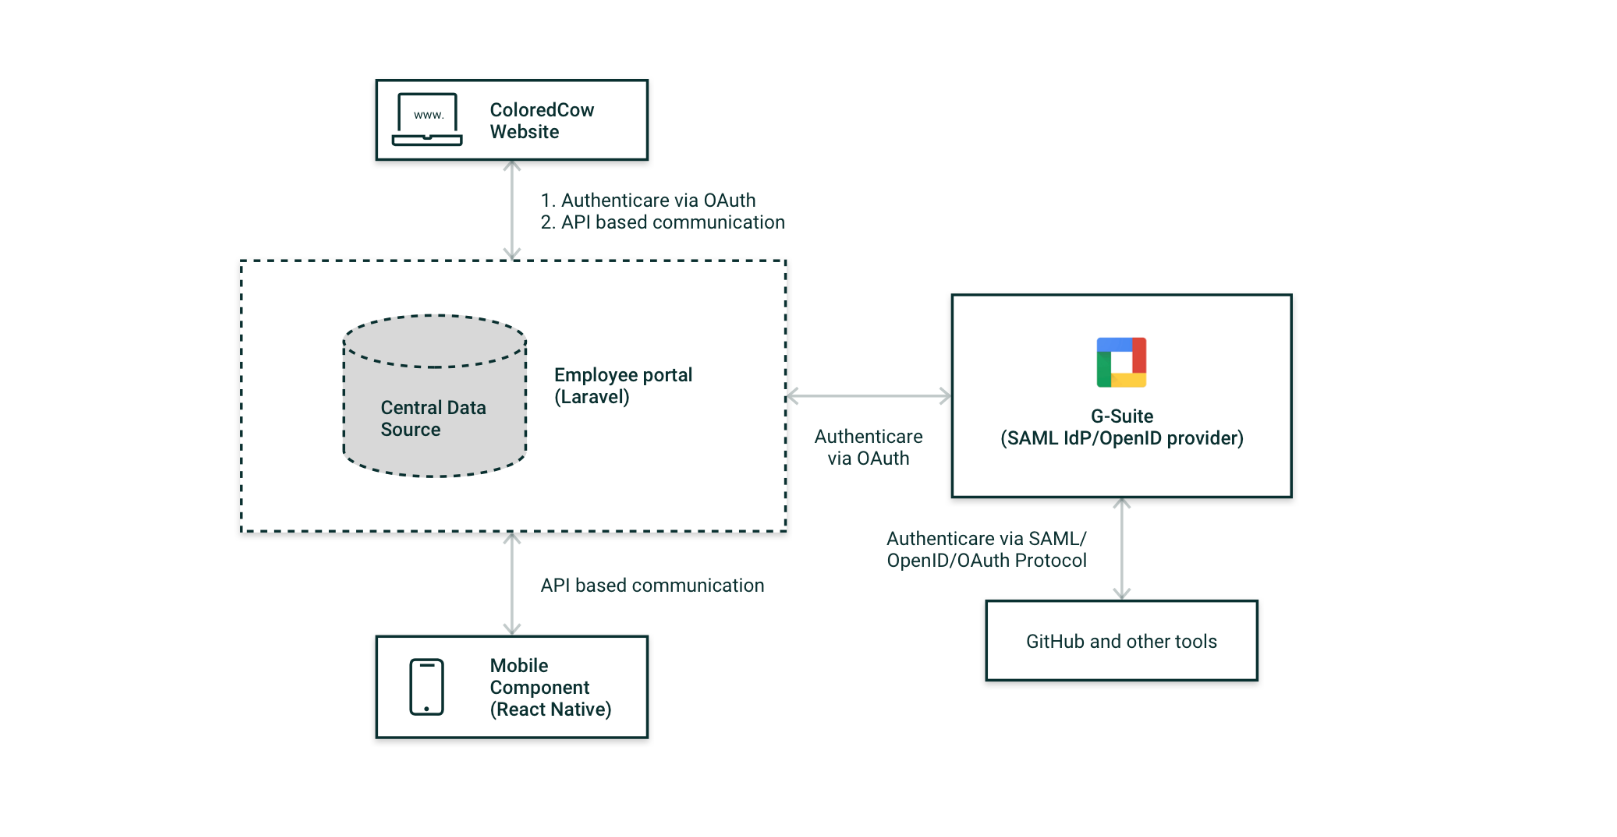 www.
ColoredCow
Website
1. Authenticare via OAuth
2. API based communication
Central Data
Source
Employee portal
(Laravel)
Authenticare
via OAuth
G-Suite
(SAML IdP/OpenID provider)
Authenticare via SAML/
OpenID/OAuth Protocol
API based communication
GitHub and other tools
Mobile
Component
(React Native)